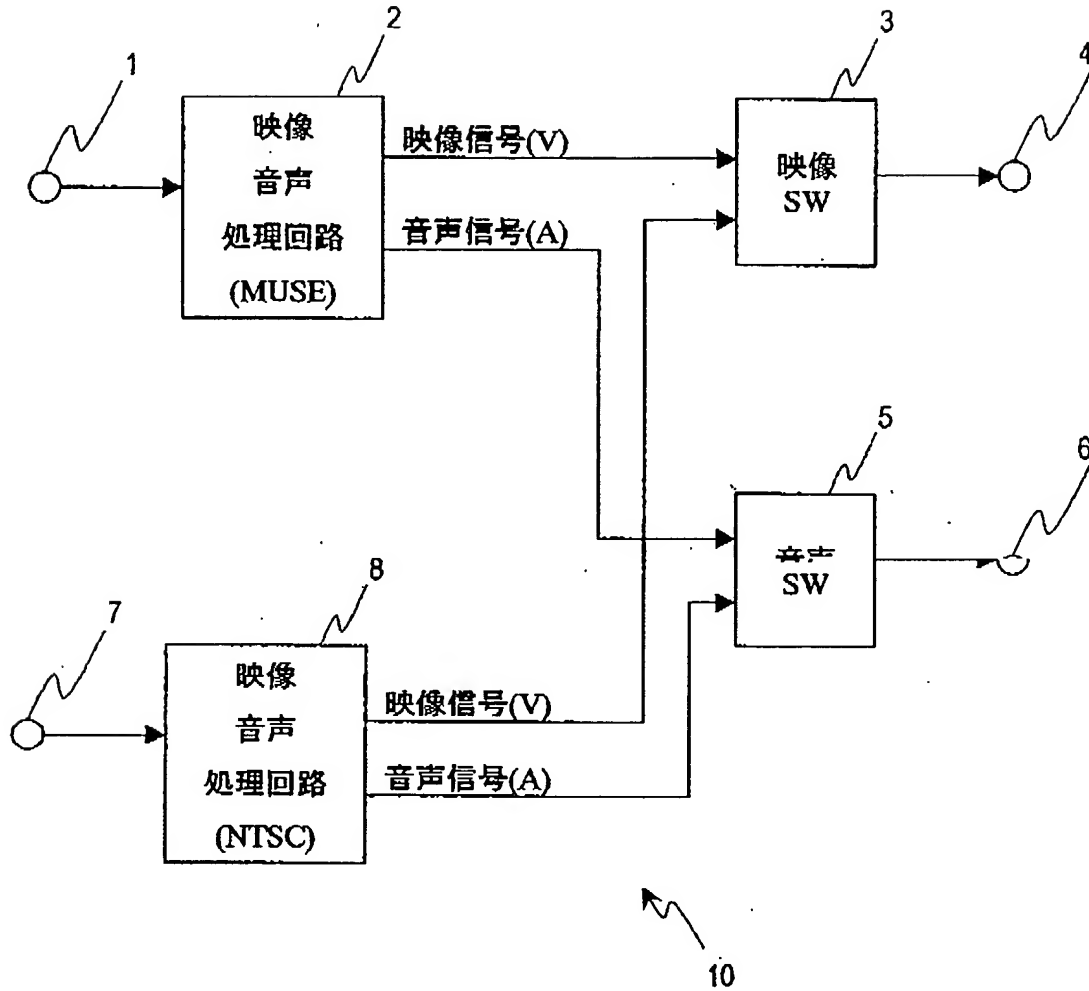 1
2
3
4
映像
音声
処理回路
(MUSE)
映像信号(V)
音声信号(A)
映像
SW
5
6
SW
7
8
映像
音声
処理回路
(NTSC)
映像信号(V)
音声信号(A)
10